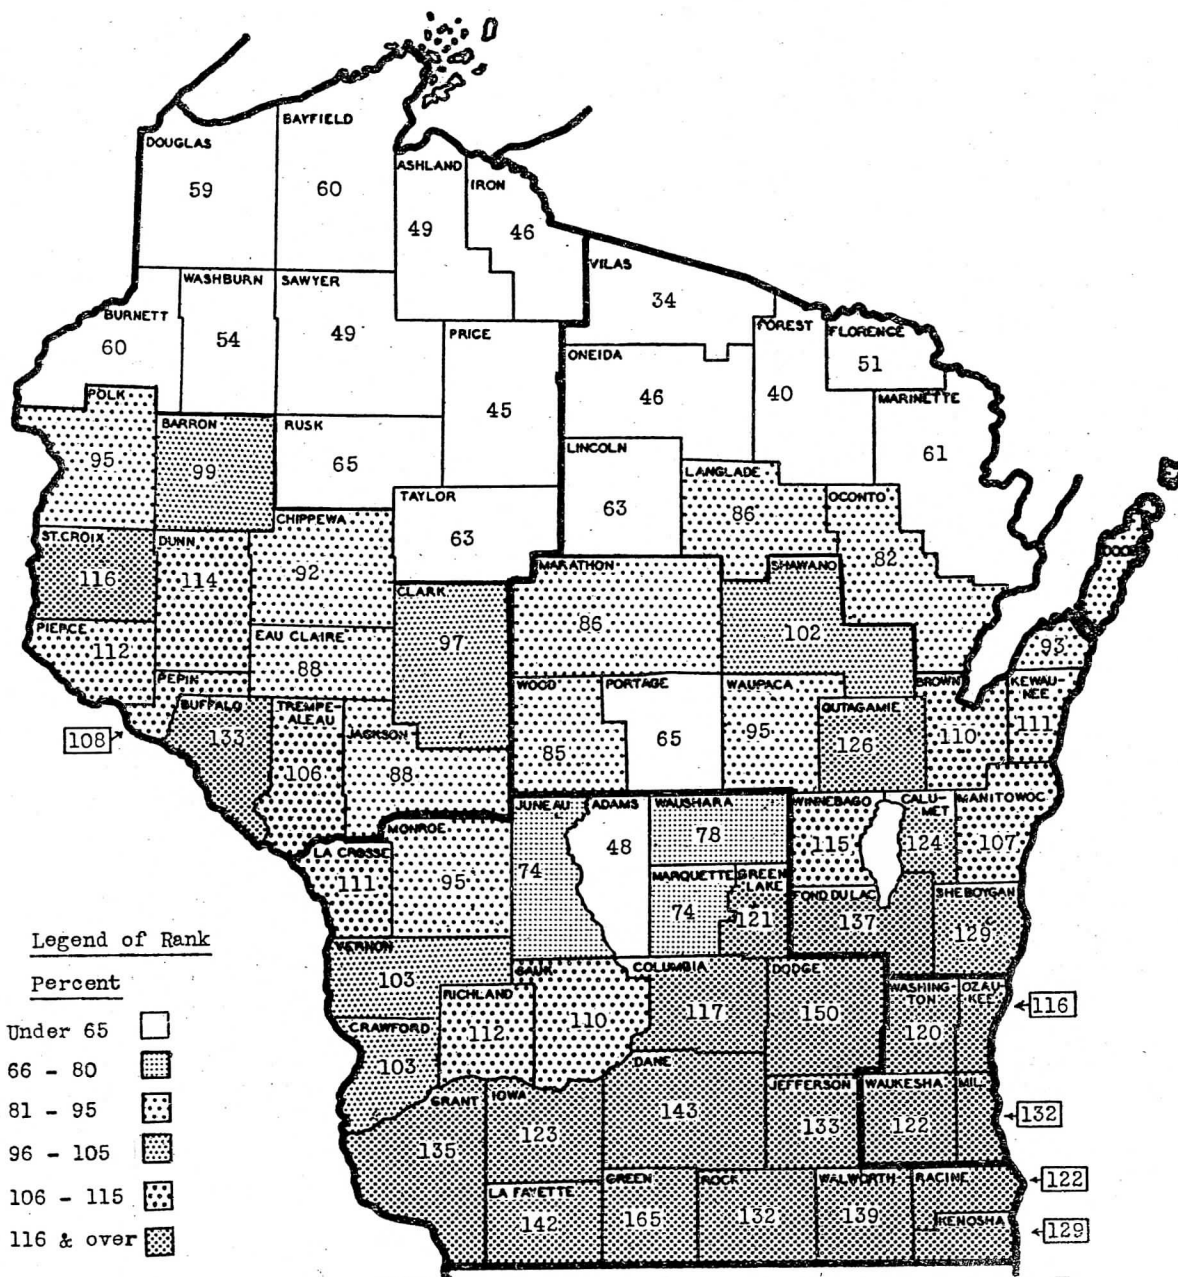 BAYFIELD
DOUGLAS
59
60
ASHLAND
IRON
49
46
VILAS
34
WASHBURN
SAWYER
BURNETT
60
54
49
PRICE
45
FOREST
40
FLORENCE
51
ONEIDA
46
MARINETTE
61
POLK
95
BARRON
99
RUSK
65
LINCOLN
63
LANGLADE
86
OCONTO
82
TAYLOR
63
CHIPPEWA
92
ST. CROIX
116
DUNN
114
DOOR
93
MARATHON
86
SHAWANO
102
CLARK
97
PIERCE
112
EAU CLAIRE
88
PEPIN
108
BUFFALO
133
TREMPE-
ALEAU
106
JACKSON
88
WOOD
85
PORTAGE
65
WAUPACA
95
OUTAGAMIE
126
BROWN
110
KEWAU-
NEE
111
JUNEAU
74
ADAMS
48
WAUSHARA
78
WINNEBAGO
115
CALU-
MET
124
MANITOWOC
107
MONROE
95
LA CROSSE
111
MARQUETTE
74
GREEN
LAKE
121
FOND DU LAC
137
SHEBOYGAN
129
VERNON
103
SAUK
110
COLUMBIA
117
DODGE
150
WASHING-
TON
120
OZAU-
KEE
116
RICHLAND
112
CRAWFORD
103
DANE
143
JEFFERSON
133
WAUKESHA
122
MIL.
132
GRANT
135
IOWA
123
LA FAYETTE
142
GREEN
165
ROCK
132
WALWORTH
139
RACINE
122
KENOSHA
129
Legend of Rank
Percent
Under 65
66 - 80
81 - 95
96 - 105
106 - 115
116 & over